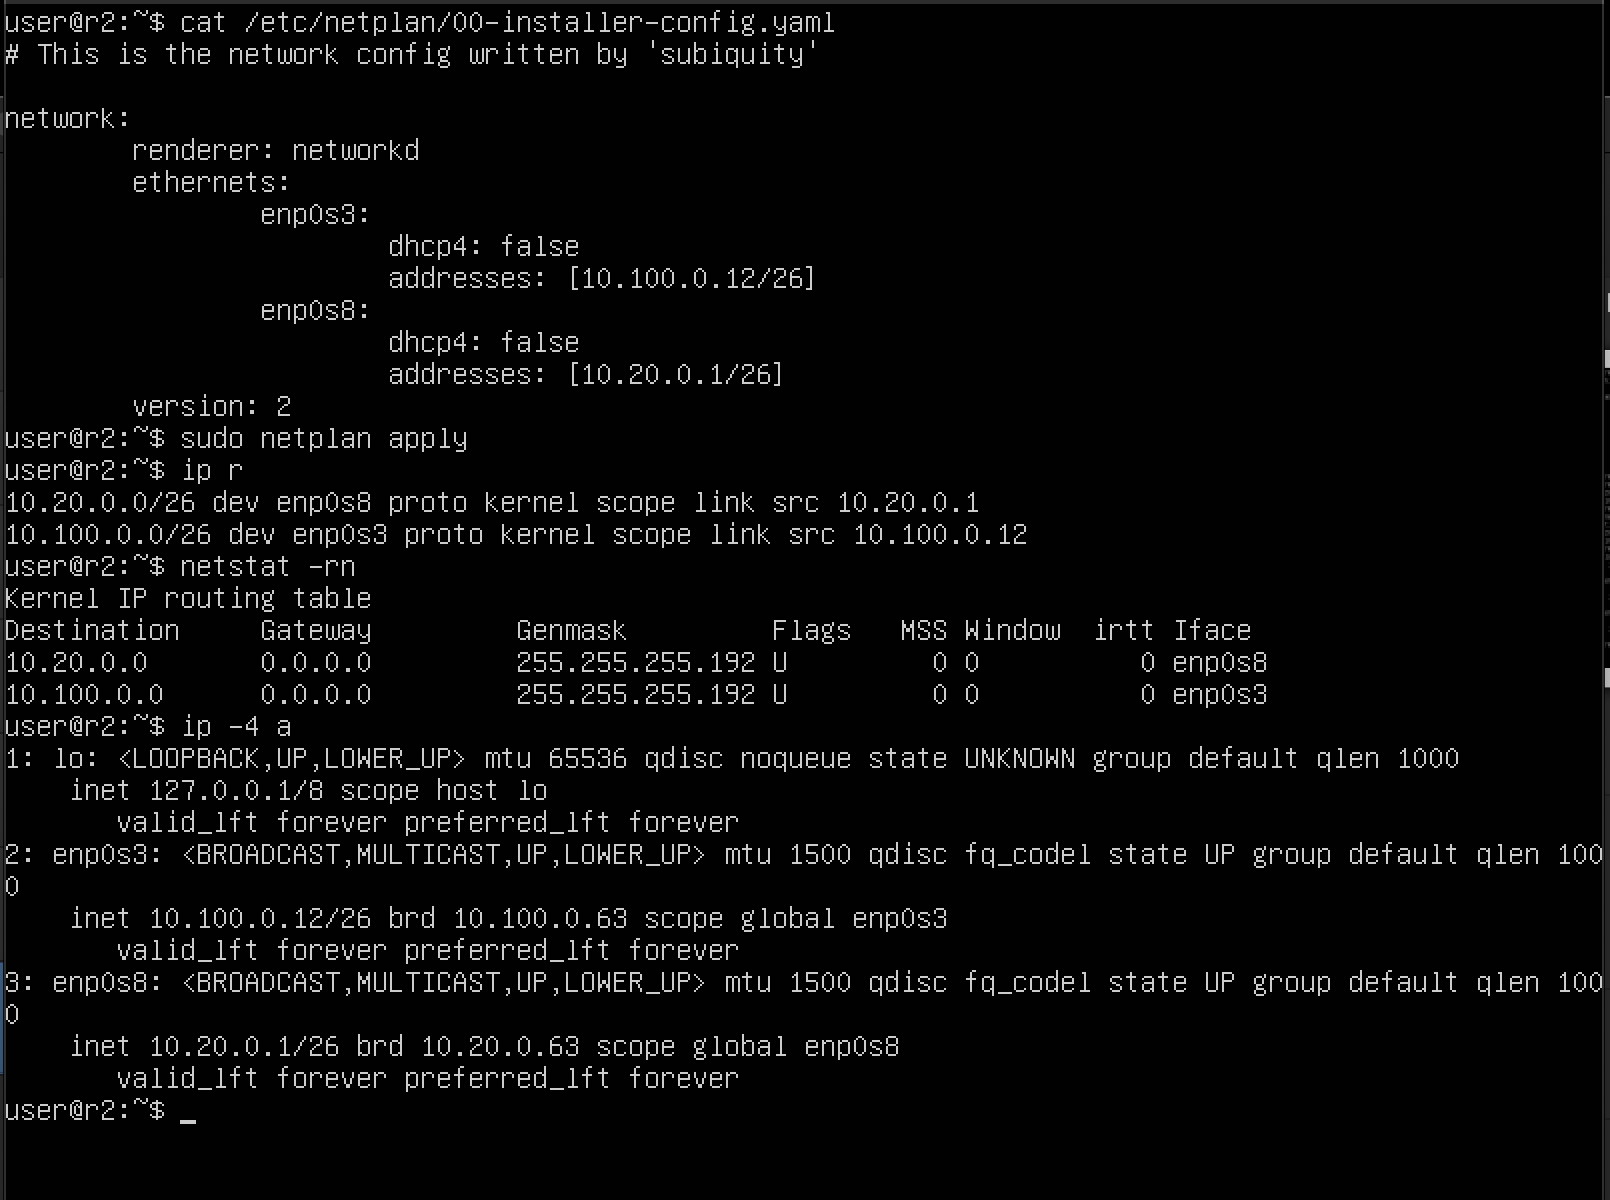 user@r2:~$ cat /etc/netplan/00-installer-config.yaml
# This is the network config written by 'subiquity'
network:
        renderer: networkd
        ethernets:
                enp0s3:
                        dhcp4: false
                        addresses: [10.100.0.12/26]
                enp0s8:
                        dhcp4: false
                        addresses: [10.20.0.1/26]
        version: 2
user@r2:~$ sudo netplan apply
user@r2:~$ ip r
10.20.0.0/26 dev enp0s8 proto kernel scope link src 10.20.0.1
10.100.0.0/26 dev enp0s3 proto kernel scope link src 10.100.0.12
user@r2:~$ netstat -rn
Kernel IP routing table
Destination     Gateway         Genmask         Flags   MSS Window  irtt Iface
10.20.0.0       0.0.0.0         255.255.255.192 U         0 0          0 enp0s8
10.100.0.0      0.0.0.0         255.255.255.192 U         0 0          0 enp0s3
user@r2:~$ ip -4 a
1: lo: <LOOPBACK,UP,LOWER_UP> mtu 65536 qdisc noqueue state UNKNOWN group default qlen 1000
    inet 127.0.0.1/8 scope host lo
       valid_lft forever preferred_lft forever
2: enp0s3: <BROADCAST,MULTICAST,UP,LOWER_UP> mtu 1500 qdisc fq_codel state UP group default qlen 100
0
    inet 10.100.0.12/26 brd 10.100.0.63 scope global enp0s3
       valid_lft forever preferred_lft forever
3: enp0s8: <BROADCAST,MULTICAST,UP,LOWER_UP> mtu 1500 qdisc fq_codel state UP group default qlen 100
0
    inet 10.20.0.1/26 brd 10.20.0.63 scope global enp0s8
       valid_lft forever preferred_lft forever
user@r2:~$ _